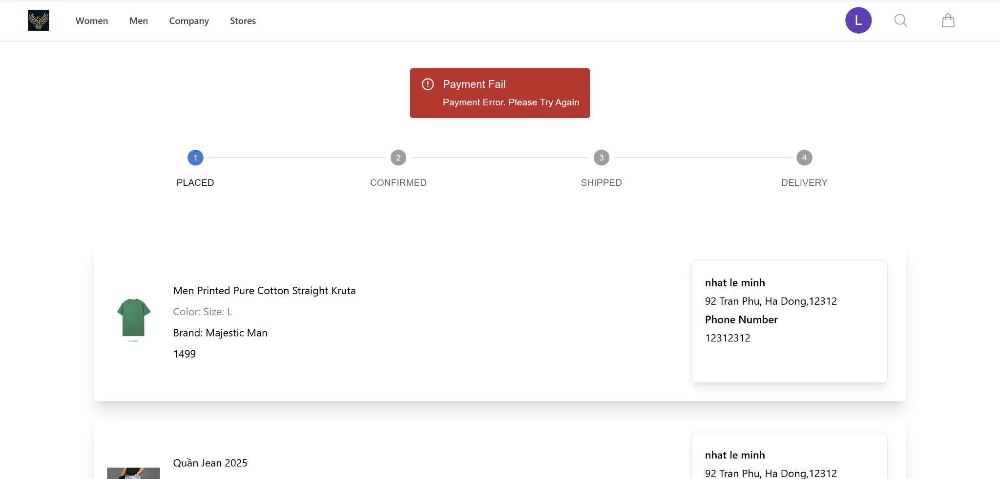 Women Men Company Stores L
Payment Fail
Payment Error. Please Try Again
1 2 3 4
PLACED CONFIRMED SHIPPED DELIVERY
Men Printed Pure Cotton Straight Kruta
Color: Size: L
Brand: Majestic Man
1499
nhat le minh
92 Tran Phu, Ha Dong,12312
Phone Number
12312312
Quần Jean 2025
nhat le minh
92 Tran Phu, Ha Dong,12312